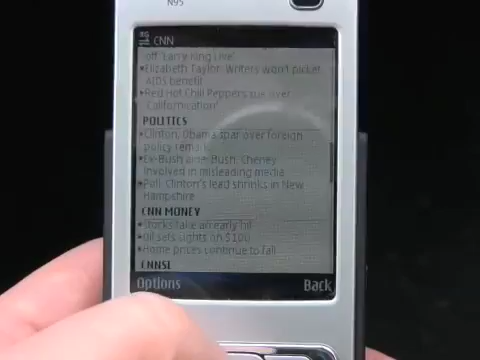 N95
3G CNN
off 'Larry King Live'
•Elizabeth Taylor: Writers won't picket
AIDS benefit
•Red Hot Chili Peppers sue over
'Californication'
POLITICS
•Clinton, Obama spar over foreign
policy remark
•Ex-Bush aide: Bush, Cheney
involved in misleading media
•Poll: Clinton's lead shrinks in New
Hampshire
CNN MONEY
•Stocks take an early hit
•Oil sets sights on $100
•Home prices continue to fall
CNNSI
Options Back